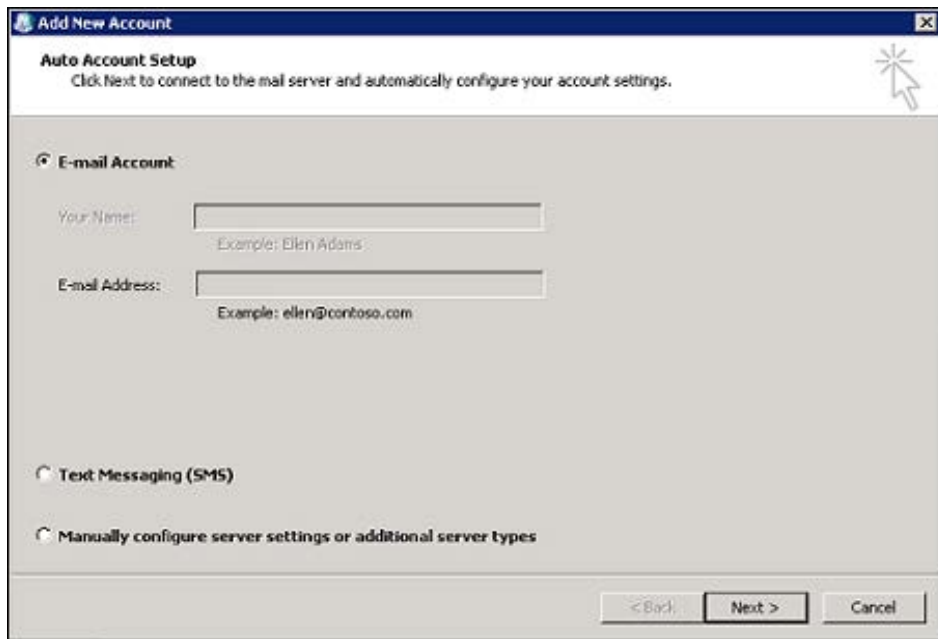 Add New Account
Auto Account Setup
Click Next to connect to the mail server and automatically configure your account settings.
E-mail Account
Your Name:
Example: Ellen Adams
E-mail Address:
Example: ellen@contoso.com
Text Messaging (SMS)
Manually configure server settings or additional server types
< Back
Next >
Cancel